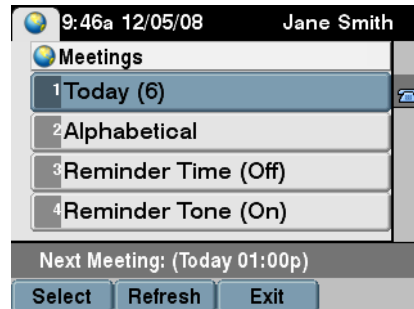 9:46a 12/05/08 Jane Smith
Meetings
1 Today (6)
2 Alphabetical
3 Reminder Time (Off)
4 Reminder Tone (On)
Next Meeting: (Today 01:00p)
Select Refresh Exit